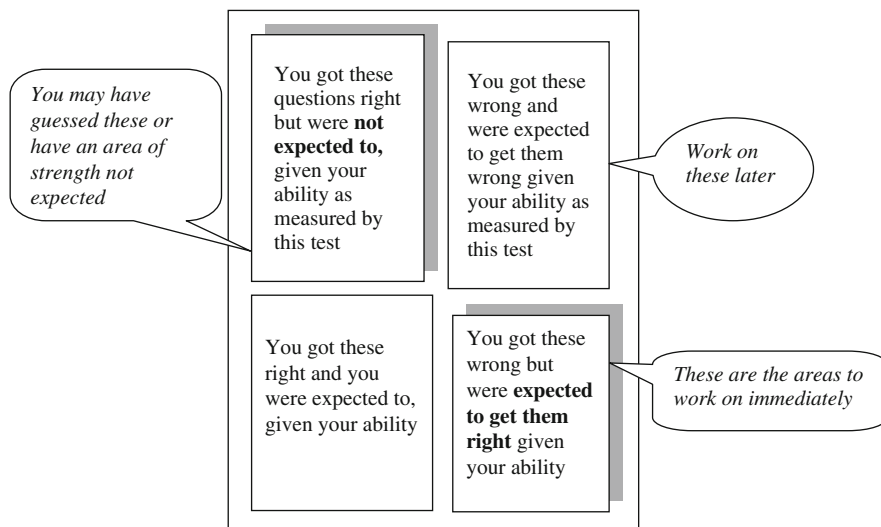 You may have
guessed these or
have an area of
strength not
expected
You got these
questions right
but were not
expected to,
given your
ability as
measured by
this test
You got these
wrong and
were expected
to get them
wrong given
your ability as
measured by
this test
Work on
these later
You got these
right and you
were expected to,
given your ability
You got these
wrong but
were expected
to get them
right given
your ability
These are the areas to
work on immediately